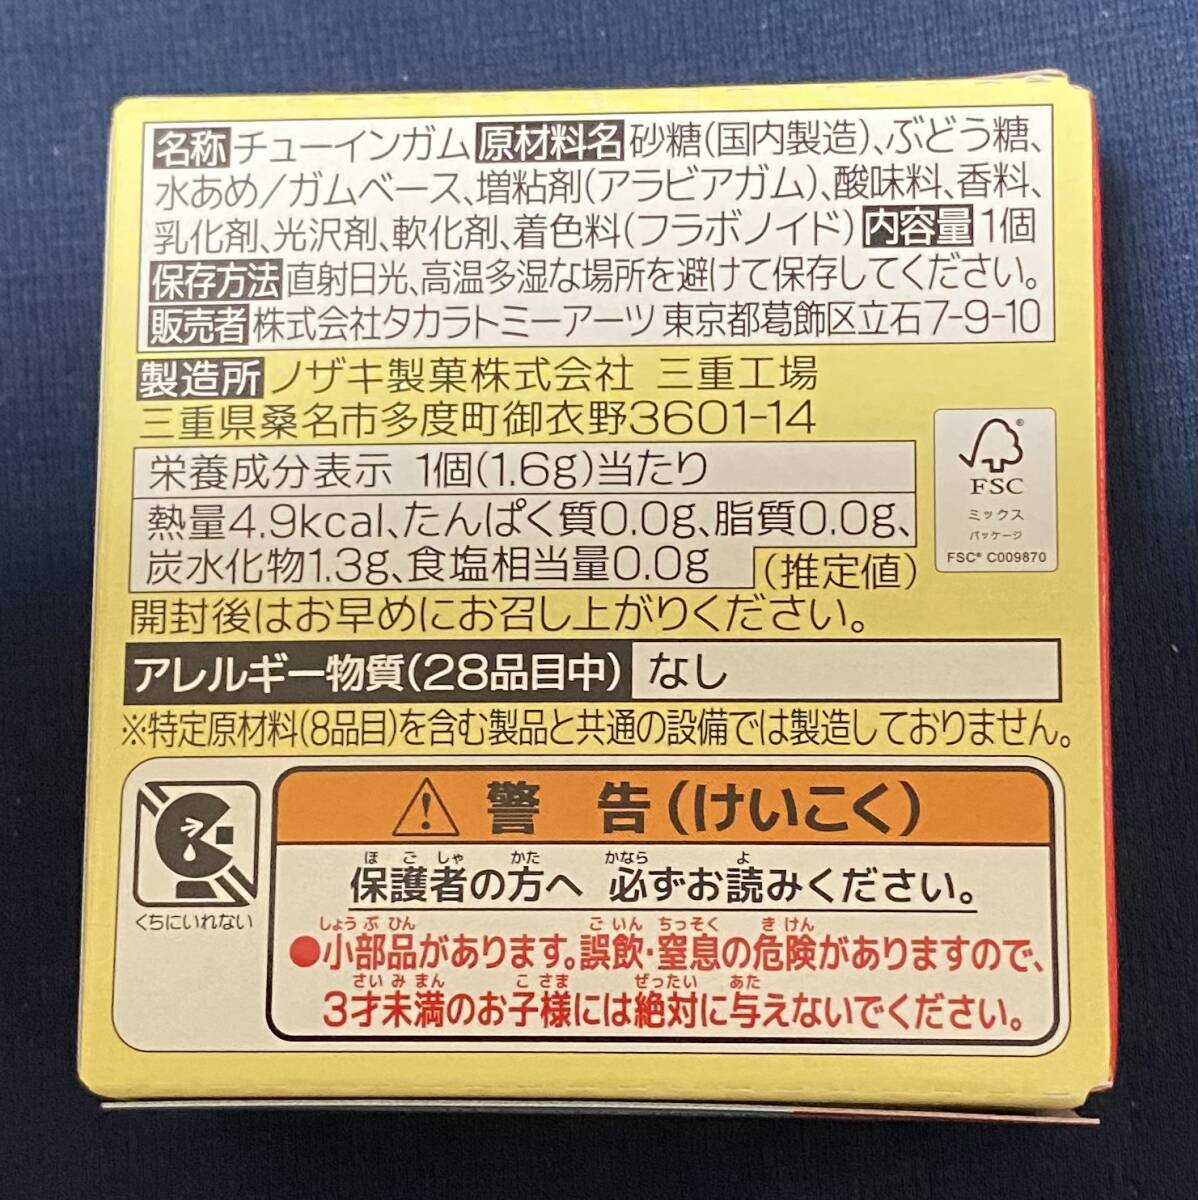 名称 チューインガム 原材料名 砂糖(国内製造)、ぶどう糖、
水あめ/ガムベース、増粘剤(アラビアガム)、酸味料、香料、
乳化剤、光沢剤、軟化剤、着色料(フラボノイド) 内容量 1個
保存方法 直射日光、高温多湿な場所を避けて保存してください。
販売者 株式会社タカラトミーアーツ 東京都葛飾区立石7-9-10
製造所 ノザキ製菓株式会社 三重工場
三重県桑名市多度町御衣野3601-14
栄養成分表示 1個(1.6g)当たり
熱量4.9kcal、たんぱく質0.0g、脂質0.0g、
炭水化物1.3g、食塩相当量0.0g (推定値)
®
FSC
ミックス
パッケージ
FSC® C009870
開封後はお早めにお召し上がりください。
アレルギー物質(28品目中) なし
※特定原材料(8品目)を含む製品と共通の設備では製造しておりません。
くちにいれない
警 告(けいこく)
ほごしゃ かた かなら よ
保護者の方へ 必ずお読みください。
しょうぶひん ごいん ちっそく きけん
●小部品があります。誤飲・窒息の危険がありますので、
さいみまん こさま ぜったい あた
3才未満のお子様には絶対に与えないでください。